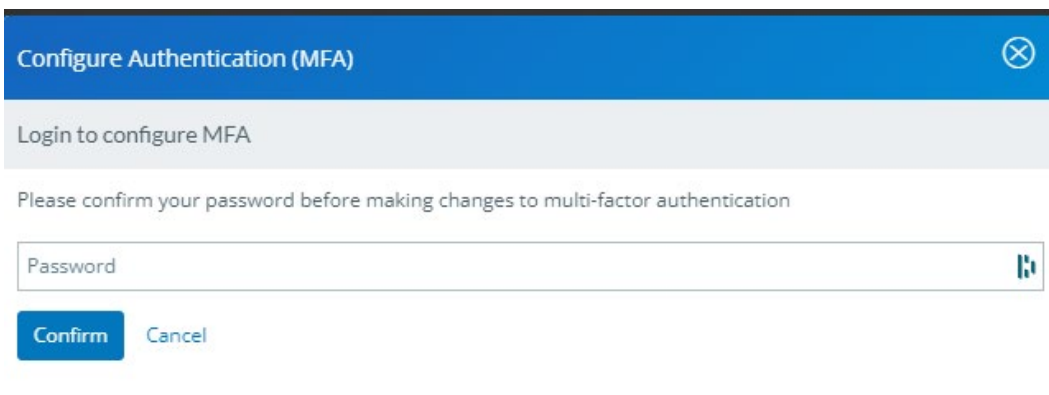 Configure Authentication (MFA)
Login to configure MFA
Please confirm your password before making changes to multi-factor authentication
Password
Confirm Cancel